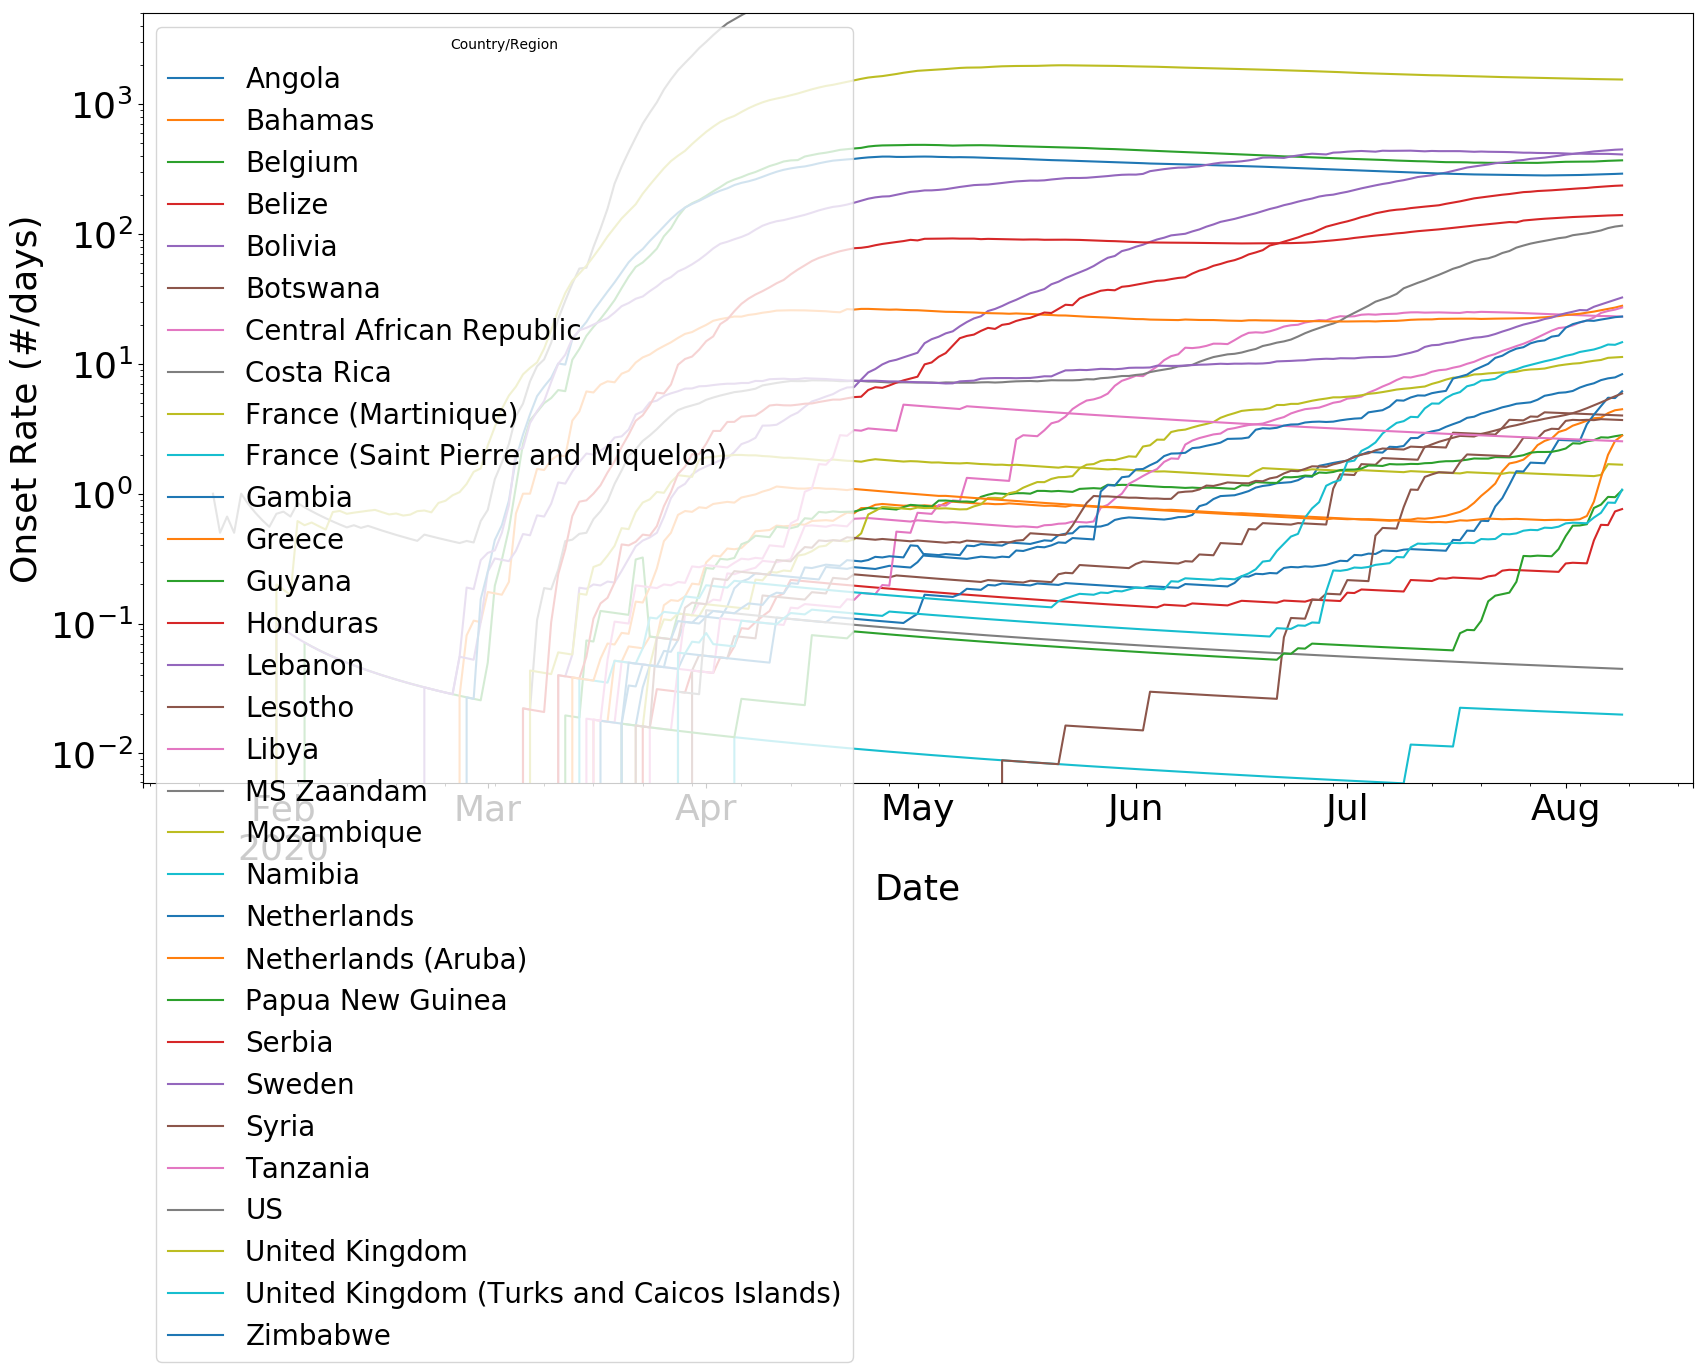 Onset Rate (#/days)
10³
10²
10¹
10⁰
10⁻¹
10⁻²
Country/Region
Angola
Bahamas
Belgium
Belize
Bolivia
Botswana
Central African Republic
Costa Rica
France (Martinique)
France (Saint Pierre and Miquelon)
Gambia
Greece
Guyana
Honduras
Lebanon
Lesotho
Libya
MS Zaandam
Mozambique
Namibia
Netherlands
Netherlands (Aruba)
Papua New Guinea
Serbia
Sweden
Syria
Tanzania
US
United Kingdom
United Kingdom (Turks and Caicos Islands)
Zimbabwe
Feb Mar Apr May Jun Jul Aug
2020
Date